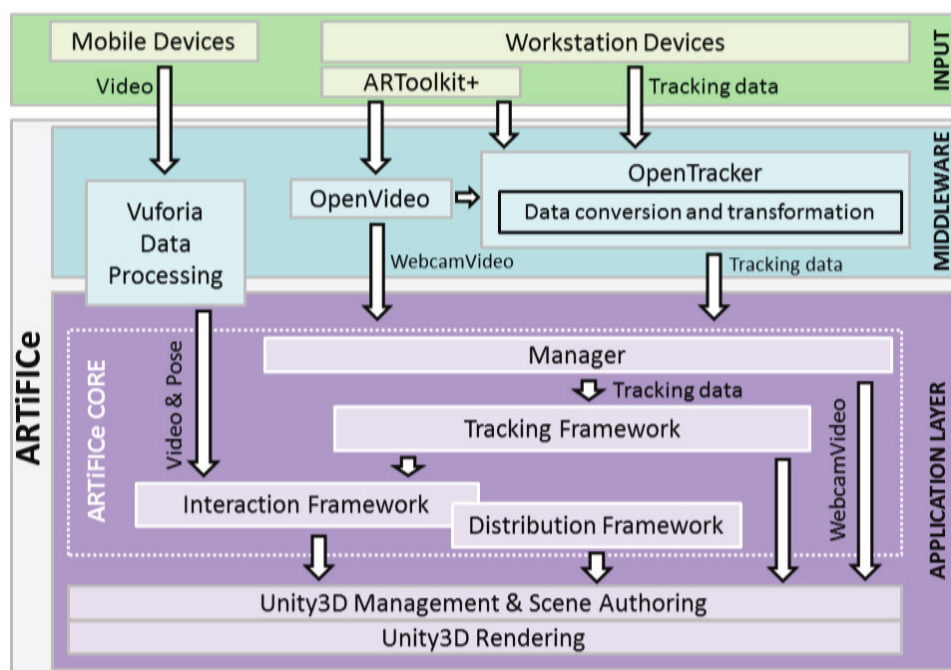 Mobile Devices
Workstation Devices
INPUT
Video
ARToolkit+
Tracking data
ARTiFICe
MIDDLEWARE
Vuforia
Data
Processing
OpenVideo
OpenTracker
Data conversion and transformation
WebcamVideo
Tracking data
APPLICATION LAYER
ARTiFICe CORE
Video & Pose
Manager
Tracking data
WebcamVideo
Tracking Framework
Interaction Framework
Distribution Framework
Unity3D Management & Scene Authoring
Unity3D Rendering